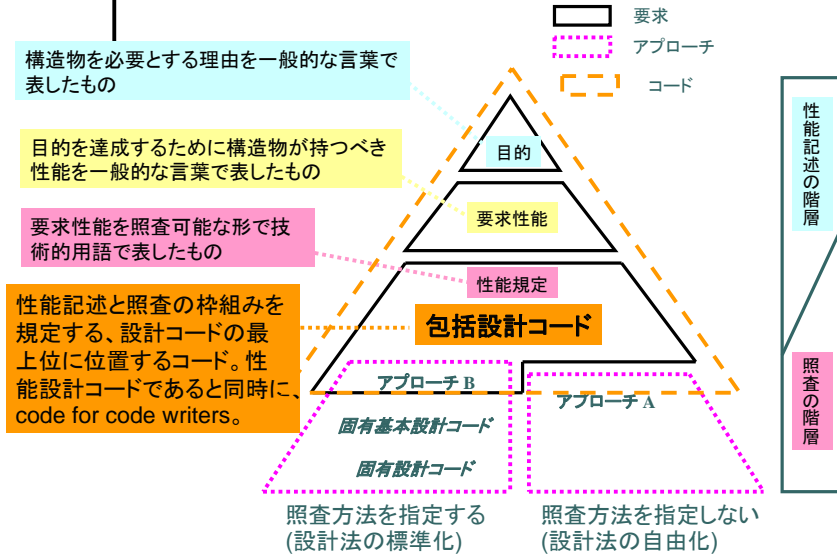 要求
アプローチ
コード
構造物を必要とする理由を一般的な言葉で
表したもの
目的を達成するために構造物が持つべき
性能を一般的な言葉で表したもの
要求性能を照査可能な形で技
術的用語で表したもの
性能記述と照査の枠組みを
規定する、設計コードの最
上位に位置するコード。性
能設計コードであると同時に、
code for code writers。
目的
要求性能
性能規定
包括設計コード
アプローチ B
アプローチ A
固有基本設計コード
固有設計コード
照査方法を指定する
(設計法の標準化)
照査方法を指定しない
(設計法の自由化)
性能記述の階層
照査の階層